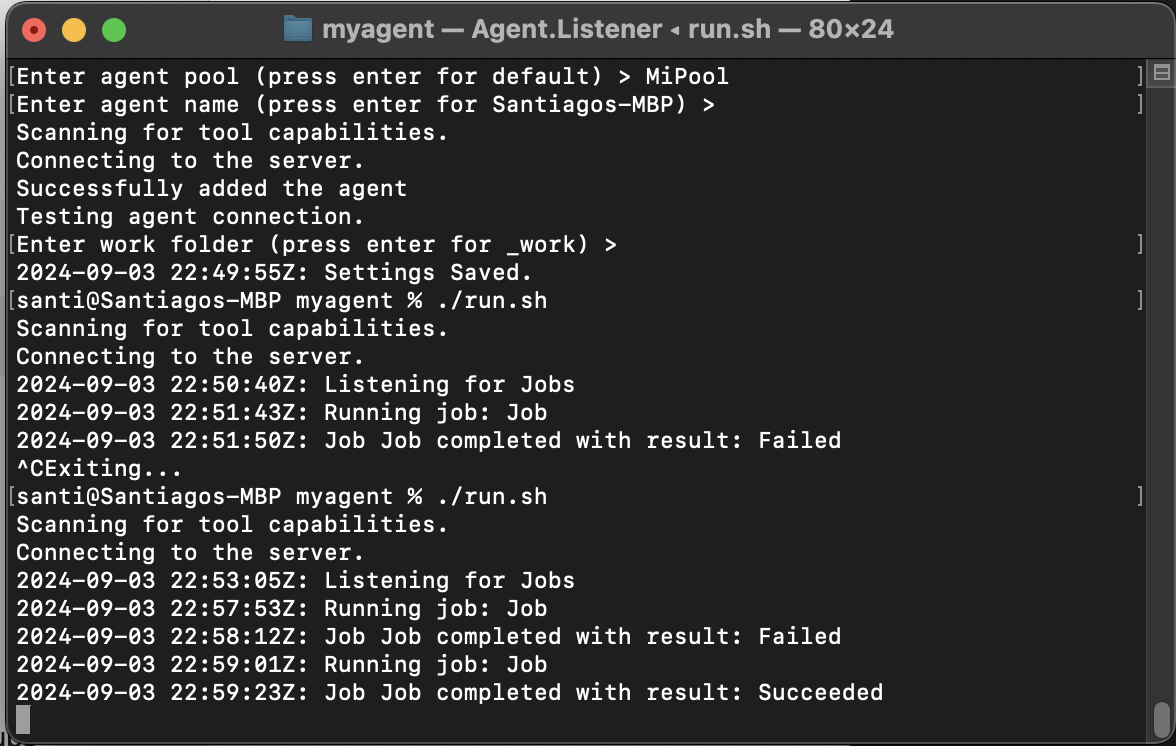 myagent — Agent.Listener ◂ run.sh — 80×24
[Enter agent pool (press enter for default) > MiPool ]
[Enter agent name (press enter for Santiagos-MBP) > ]
Scanning for tool capabilities.
Connecting to the server.
Successfully added the agent
Testing agent connection.
[Enter work folder (press enter for _work) > ]
2024-09-03 22:49:55Z: Settings Saved.
[santi@Santiagos-MBP myagent % ./run.sh ]
Scanning for tool capabilities.
Connecting to the server.
2024-09-03 22:50:40Z: Listening for Jobs
2024-09-03 22:51:43Z: Running job: Job
2024-09-03 22:51:50Z: Job Job completed with result: Failed
^CExiting...
[santi@Santiagos-MBP myagent % ./run.sh ]
Scanning for tool capabilities.
Connecting to the server.
2024-09-03 22:53:05Z: Listening for Jobs
2024-09-03 22:57:53Z: Running job: Job
2024-09-03 22:58:12Z: Job Job completed with result: Failed
2024-09-03 22:59:01Z: Running job: Job
2024-09-03 22:59:23Z: Job Job completed with result: Succeeded